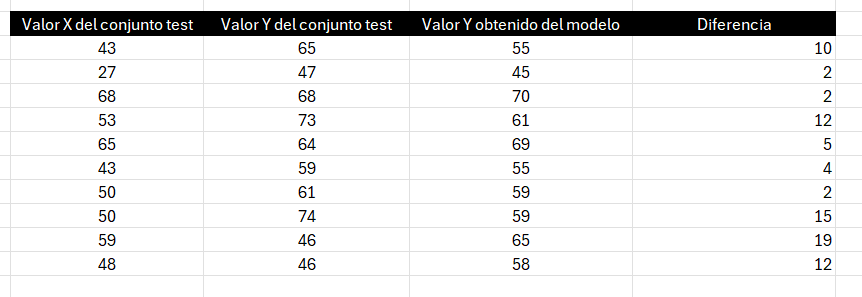 Valor X del conjunto test Valor Y del conjunto test Valor Y obtenido del modelo Diferencia
43 65 55 10
27 47 45 2
68 68 70 2
53 73 61 12
65 64 69 5
43 59 55 4
50 61 59 2
50 74 59 15
59 46 65 19
48 46 58 12